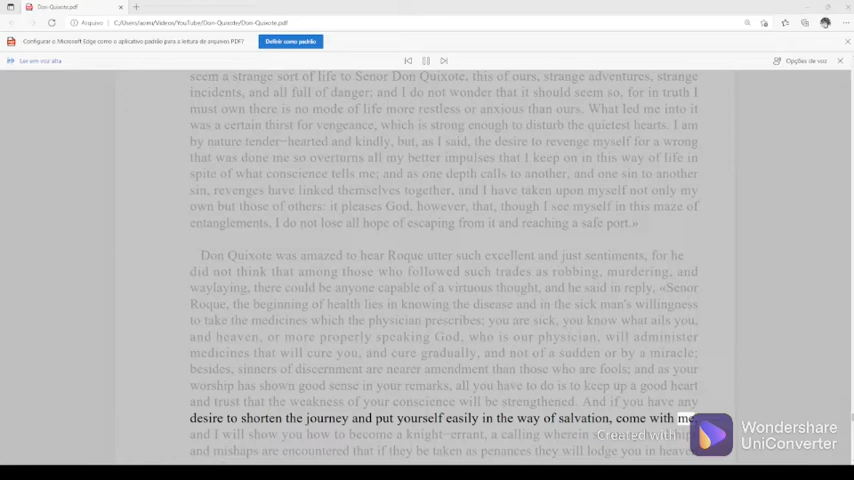 Don-Quixote.pdf
Arquivo
C:/Users/xoms/Videos/YouTube/Don-Quixote/Don-Quixote.pdf
Configurar o Microsoft Edge como o aplicativo padrão para a leitura de arquivos PDF?
Definir como padrão
Ler em voz alta
Opções de voz
seem a strange sort of life to Senor Don Quixote, this of ours, strange adventures, strange
incidents, and all full of danger; and I do not wonder that it should seem so, for in truth I
must own there is no mode of life more restless or anxious than ours. What led me into it
was a certain thirst for vengeance, which is strong enough to disturb the quietest hearts. I am
by nature tender-hearted and kindly, but, as I said, the desire to revenge myself for a wrong
that was done me so overturns all my better impulses that I keep on in this way of life in
spite of what conscience tells me; and as one depth calls to another, and one sin to another
sin, revenges have linked themselves together, and I have taken upon myself not only my
own but those of others: it pleases God, however, that, though I see myself in this maze of
entanglements, I do not lose all hope of escaping from it and reaching a safe port.»
Don Quixote was amazed to hear Roque utter such excellent and just sentiments, for he
did not think that among those who followed such trades as robbing, murdering, and
waylaying, there could be anyone capable of a virtuous thought, and he said in reply, «Senor
Roque, the beginning of health lies in knowing the disease and in the sick man's willingness
to take the medicines which the physician prescribes; you are sick, you know what ails you,
and heaven, or more properly speaking God, who is our physician, will administer
medicines that will cure you, and cure gradually, and not of a sudden or by a miracle;
besides, sinners of discernment are nearer amendment than those who are fools; and as your
worship has shown good sense in your remarks, all you have to do is to keep up a good heart
and trust that the weakness of your conscience will be strengthened. And if you have any
desire to shorten the journey and put yourself easily in the way of salvation, come with me,
and I will show you how to become a knight-errant, a calling wherein
and mishaps are encountered that if they be taken as penances they will lodge you in heaven
Created with
Wondershare
UniConverter